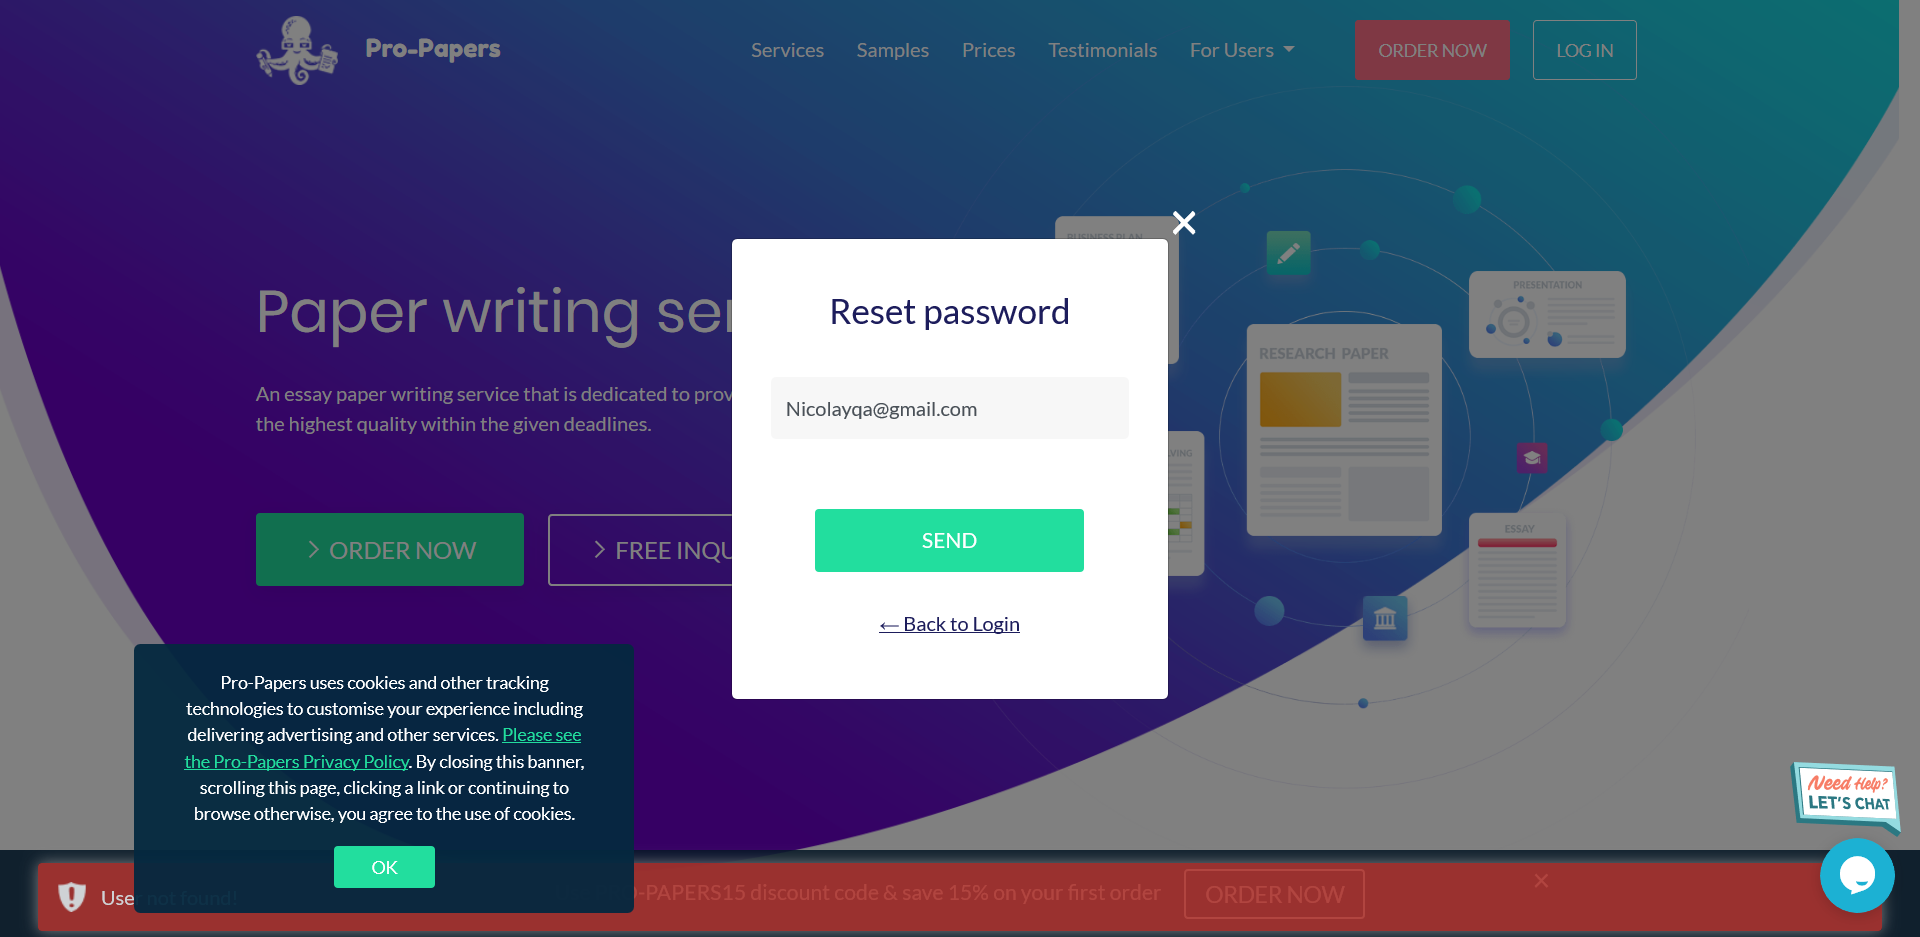 Pro-Papers
Services
Samples
Prices
Testimonials
For Users
ORDER NOW
LOG IN
BUSINESS PLAN
PRESENTATION
RESEARCH PAPER
ESSAY
Paper writing ser
An essay paper writing service that is dedicated to prov
the highest quality within the given deadlines.
ORDER NOW
FREE INQU
Reset password
Nicolayqa@gmail.com
SEND
← Back to Login
Pro-Papers uses cookies and other tracking
technologies to customise your experience including
delivering advertising and other services. Please see
the Pro-Papers Privacy Policy. By closing this banner,
scrolling this page, clicking a link or continuing to
browse otherwise, you agree to the use of cookies.
OK
User not found!
O-PAPERS15 discount code & save 15% on your first order
ORDER NOW
Need Help?
LET'S CHAT